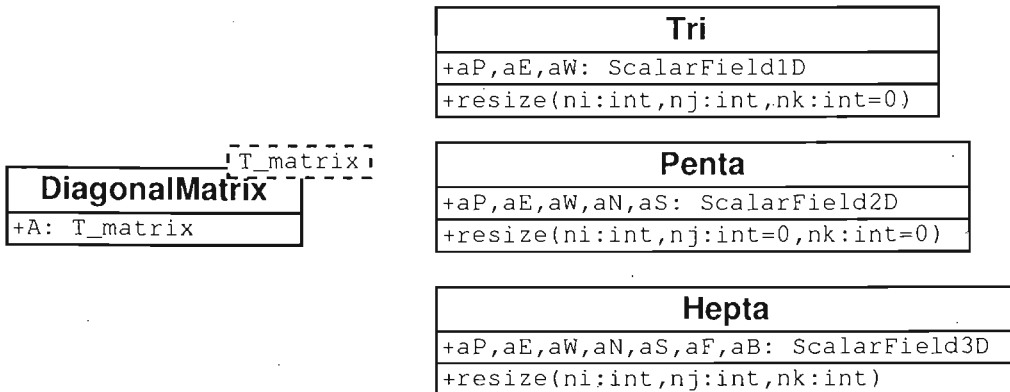 Tri
+aP,aE,aW: ScalarField1D
+resize(ni:int,nj:int,nk:int=0)
T_matrix
DiagonalMatrix
+A: T_matrix
Penta
+aP,aE,aW,aN,aS: ScalarField2D
+resize(ni:int,nj:int=0,nk:int=0)
Hepta
+aP,aE,aW,aN,aS,aF,aB: ScalarField3D
+resize(ni:int,nj:int,nk:int)